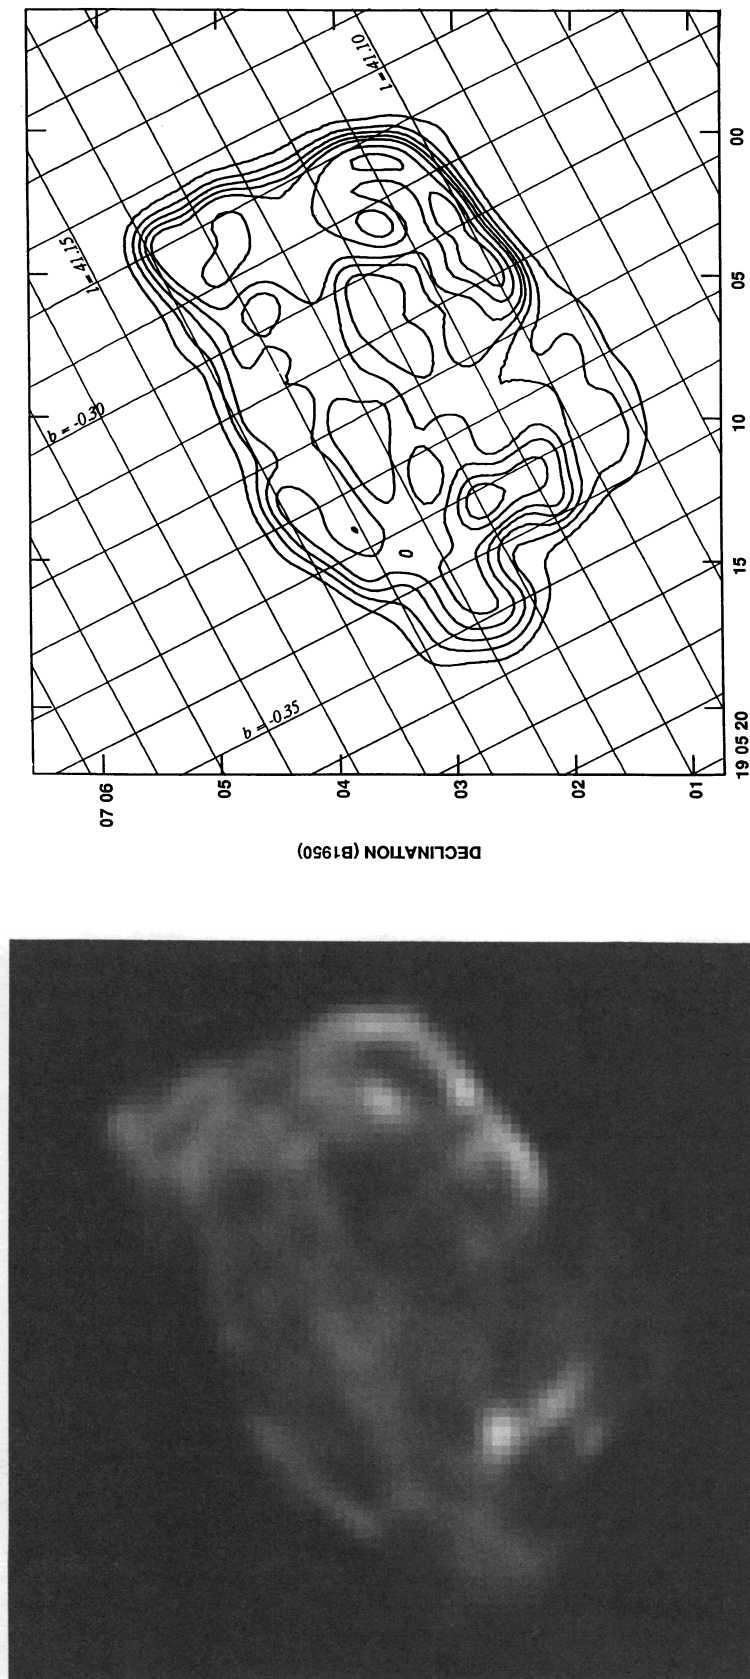 l = 41.10
l = 41.15
b = -0.30
b = -0.35
00
05
10
15
19 05 20
07 06
05
04
03
02
01
DECLINATION (B1950)